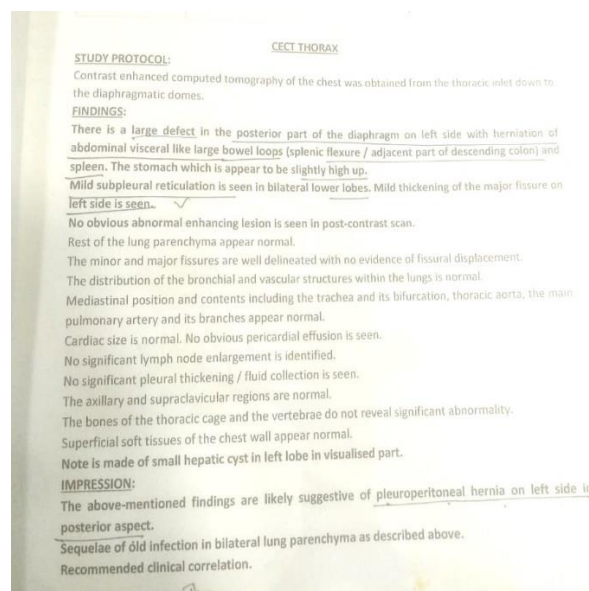 CECT THORAX
STUDY PROTOCOL:
Contrast enhanced computed tomography of the chest was obtained from the thoracic inlet down to
the diaphragmatic domes.
FINDINGS:
There is a large defect in the posterior part of the diaphragm on left side with herniation of
abdominal visceral like large bowel loops (splenic flexure / adjacent part of descending colon) and
spleen. The stomach which is appear to be slightly high up.
Mild subpleural reticulation is seen in bilateral lower lobes. Mild thickening of the major fissure on
left side is seen.
No obvious abnormal enhancing lesion is seen in post-contrast scan.
Rest of the lung parenchyma appear normal.
The minor and major fissures are well delineated with no evidence of fissural displacement.
The distribution of the bronchial and vascular structures within the lungs is normal.
Mediastinal position and contents including the trachea and its bifurcation, thoracic aorta, the main
pulmonary artery and its branches appear normal.
Cardiac size is normal. No obvious pericardial effusion is seen.
No significant lymph node enlargement is identified.
No significant pleural thickening / fluid collection is seen.
The axillary and supraclavicular regions are normal.
The bones of the thoracic cage and the vertebrae do not reveal significant abnormality.
Superficial soft tissues of the chest wall appear normal.
Note is made of small hepatic cyst in left lobe in visualised part.
IMPRESSION:
The above-mentioned findings are likely suggestive of pleuroperitoneal hernia on left side in
posterior aspect.
Sequelae of old infection in bilateral lung parenchyma as described above.
Recommended clinical correlation.